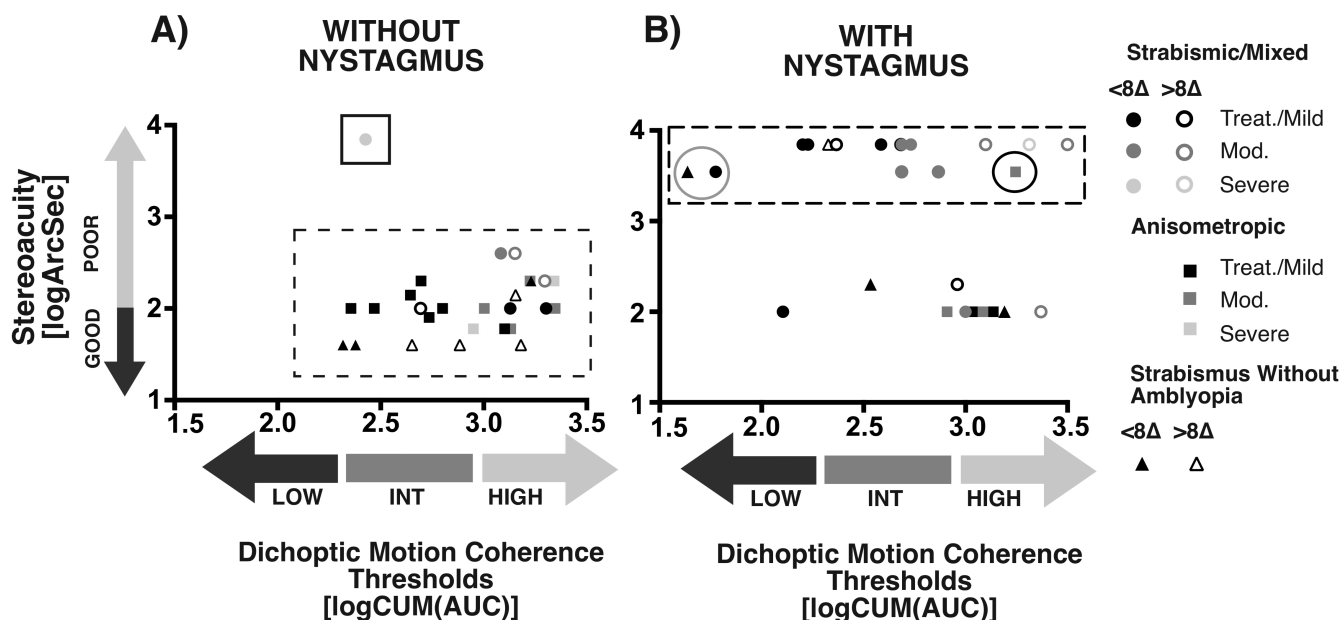 A)
WITHOUT
NYSTAGMUS
B)
WITH
NYSTAGMUS
Stereoacuity
[logArcSec]
GOOD POOR
4
3
2
1
1.5 2.0 2.5 3.0 3.5
LOW INT HIGH
Dichoptic Motion Coherence
Thresholds
[logCUM(AUC)]
4
3
2
1
1.5 2.0 2.5 3.0 3.5
LOW INT HIGH
Dichoptic Motion Coherence
Thresholds
[logCUM(AUC)]
Strabismic/Mixed
<8Δ >8Δ
Treat./Mild
Mod.
Severe
Anisometropic
Treat./Mild
Mod.
Severe
Strabismus Without
Amblyopia
<8Δ >8Δ